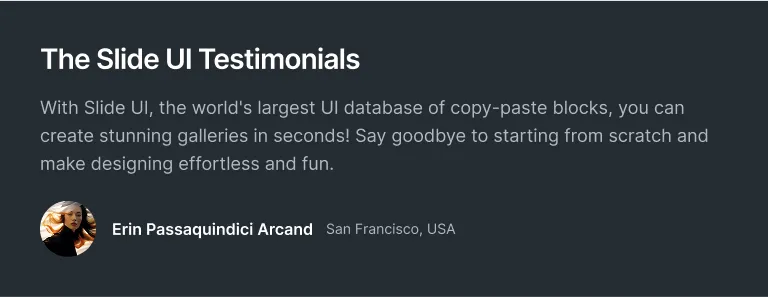 The Slide UI Testimonials
With Slide UI, the world's largest UI database of copy-paste blocks, you can
create stunning galleries in seconds! Say goodbye to starting from scratch and
make designing effortless and fun.
Erin Passaquindici Arcand San Francisco, USA